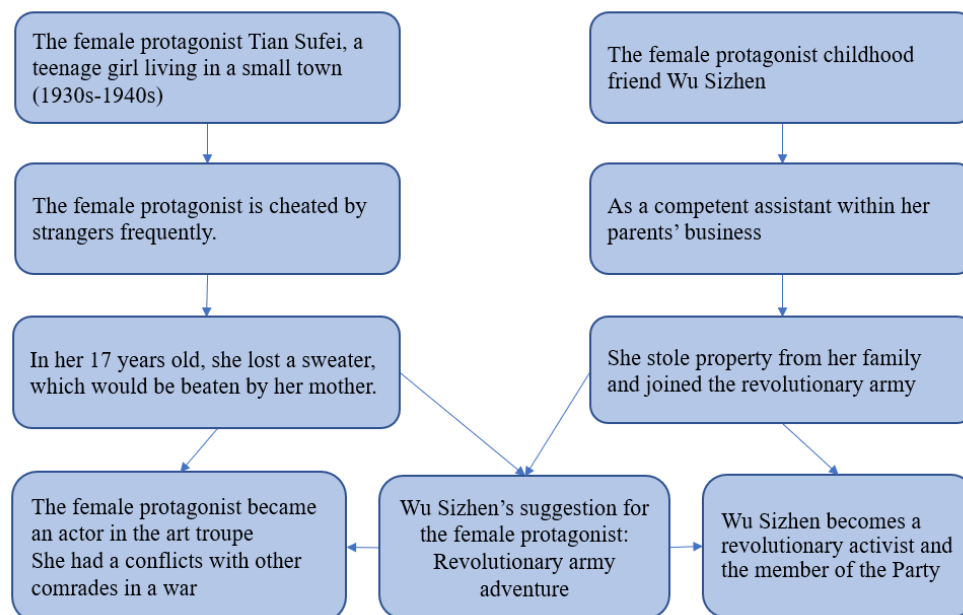 The female protagonist Tian Sufei, a
teenage girl living in a small town
(1930s-1940s)
The female protagonist childhood
friend Wu Sizhen
The female protagonist is cheated by
strangers frequently.
As a competent assistant within her
parents’ business
In her 17 years old, she lost a sweater,
which would be beaten by her mother.
She stole property from her family
and joined the revolutionary army
The female protagonist became
an actor in the art troupe
She had a conflicts with other
comrades in a war
Wu Sizhen’s suggestion for
the female protagonist:
Revolutionary army
adventure
Wu Sizhen becomes a
revolutionary activist and
the member of the Party